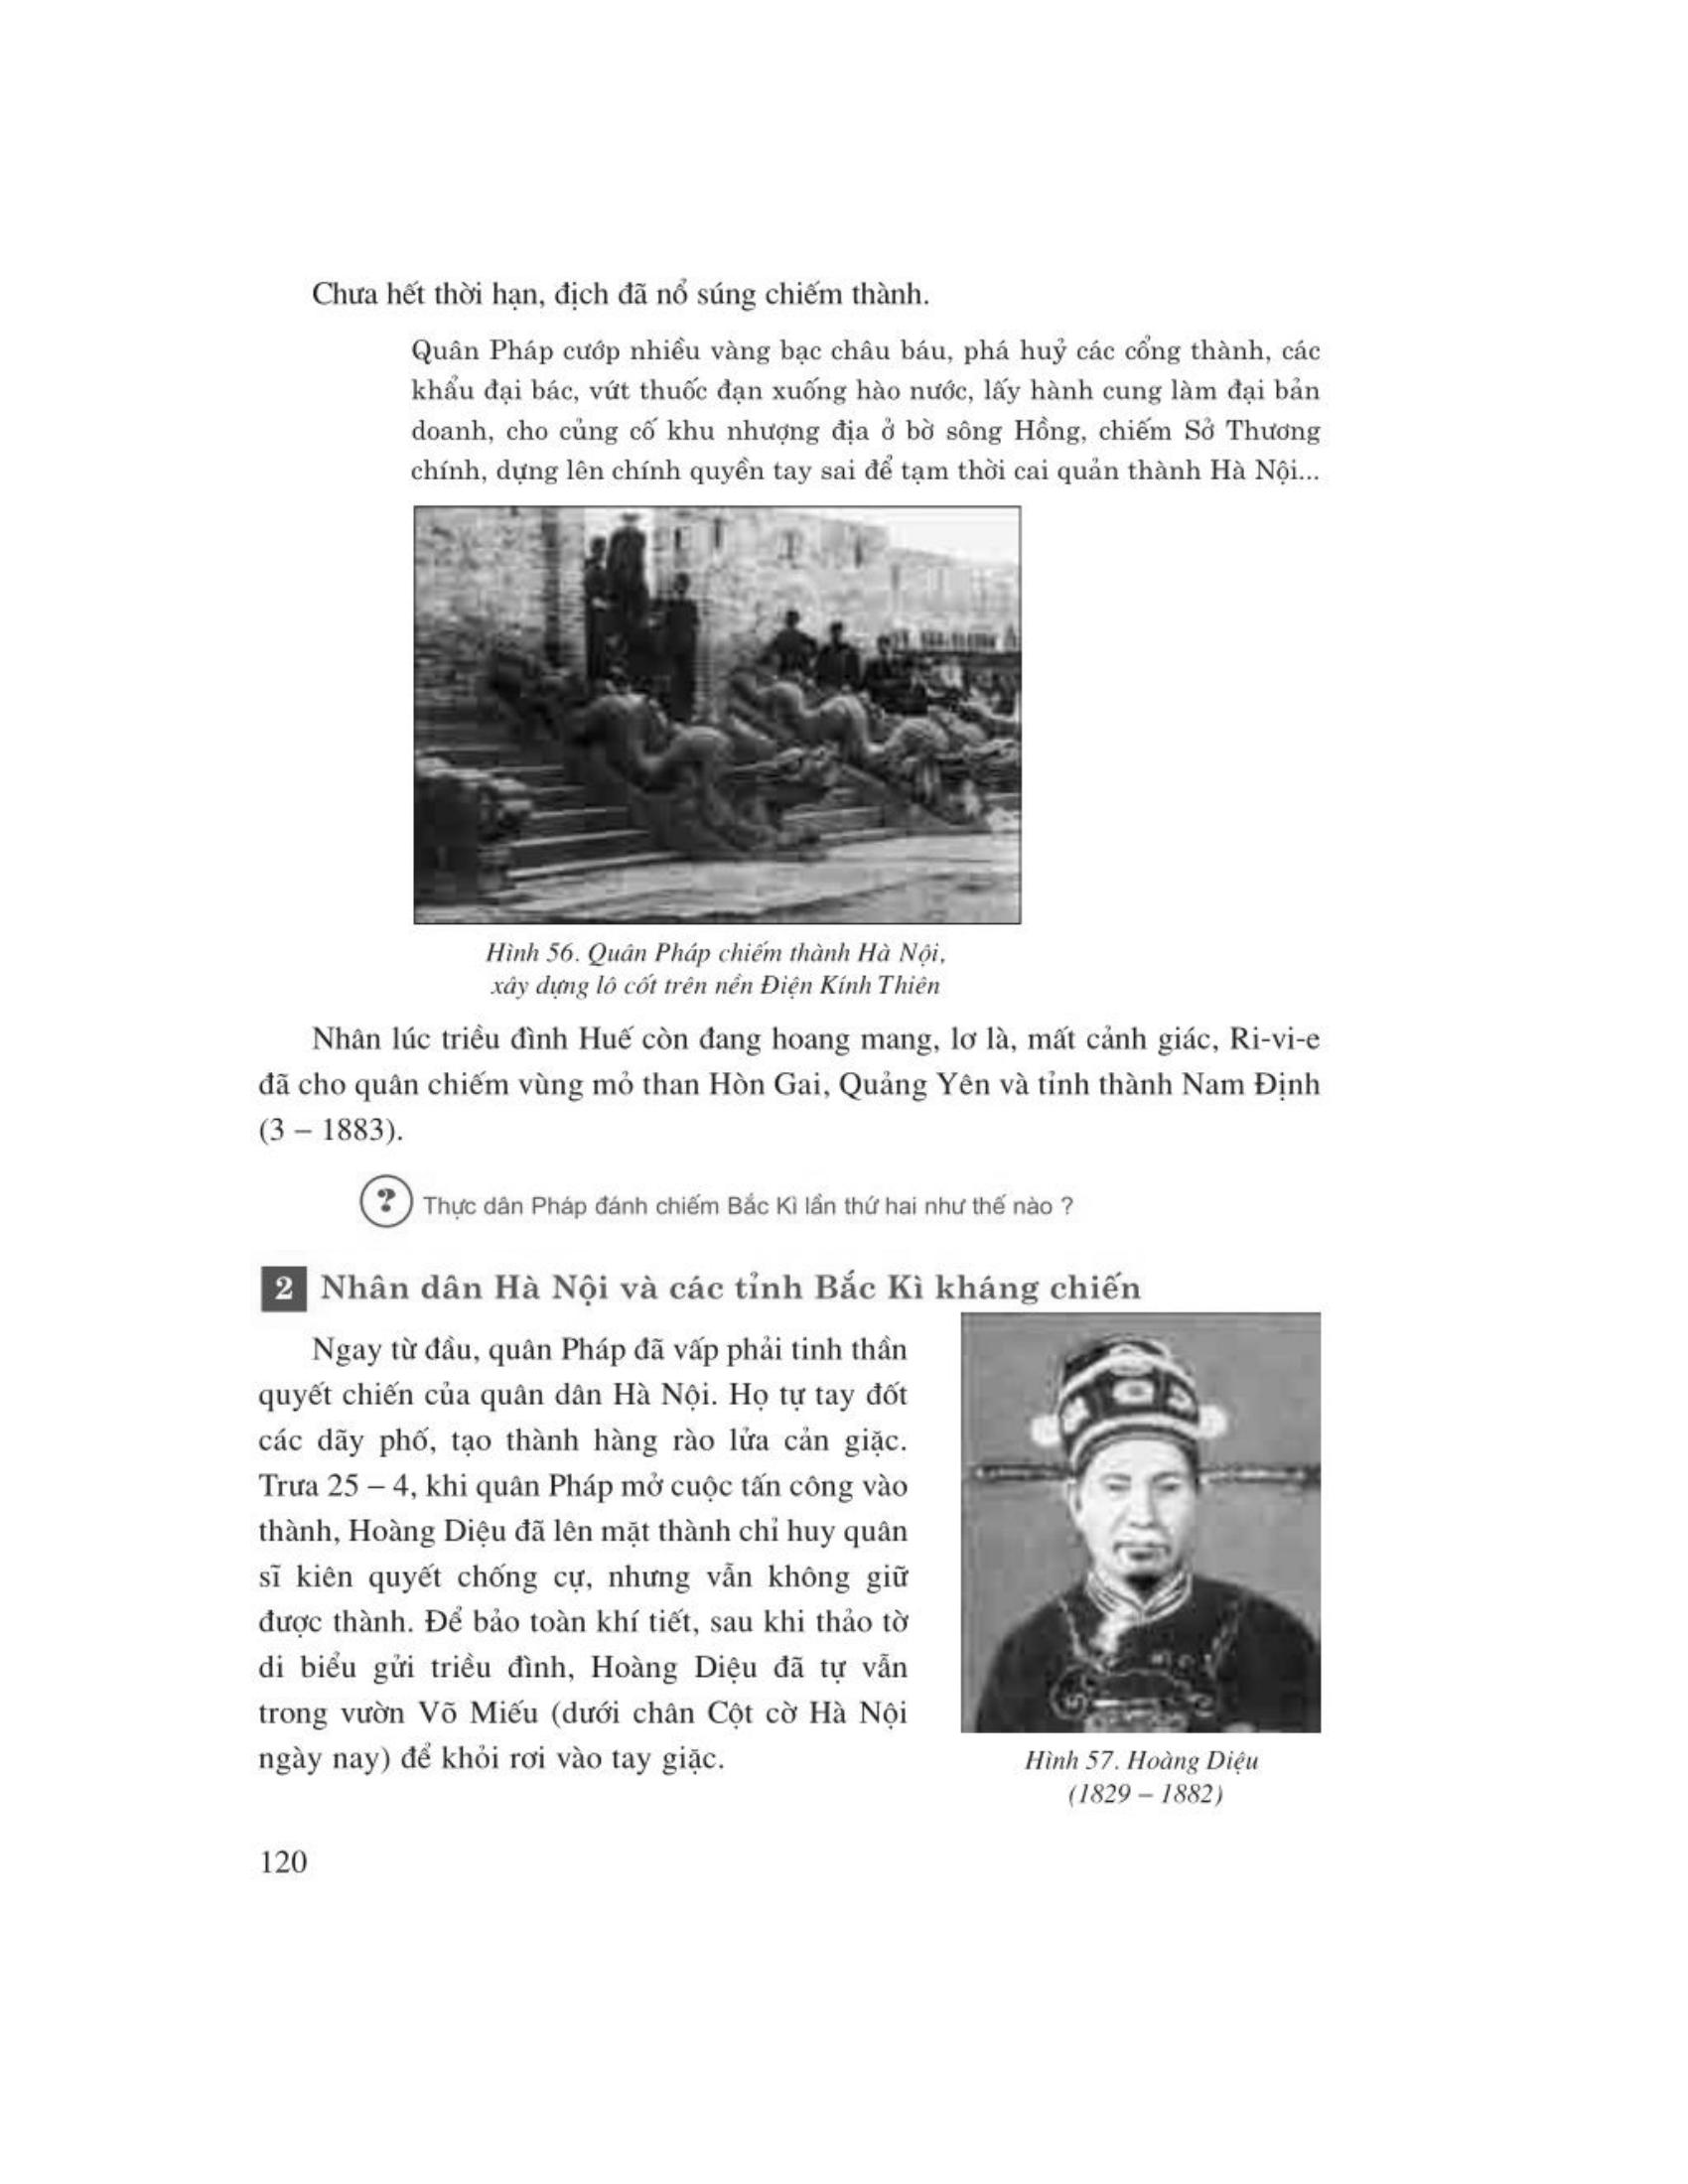 Chưa hết thời hạn, địch đã nổ súng chiếm thành.
Quân Pháp cướp nhiều vàng bạc châu báu, phá huỷ các cổng thành, các
khẩu đại bác, vứt thuốc đạn xuống hào nước, lấy hành cung làm đại bản
doanh, cho củng cố khu nhượng địa ở bờ sông Hồng, chiếm Sở Thương
chính, dựng lên chính quyền tay sai để tạm thời cai quản thành Hà Nội...
Hình 56. Quân Pháp chiếm thành Hà Nội,
xây dựng lô cốt trên nền Điện Kính Thiên
Nhân lúc triều đình Huế còn đang hoang mang, lơ là, mất cảnh giác, Ri-vi-e
đã cho quân chiếm vùng mỏ than Hòn Gai, Quảng Yên và tỉnh thành Nam Định
(3 – 1883).
? Thực dân Pháp đánh chiếm Bắc Kì lần thứ hai như thế nào ?
2 Nhân dân Hà Nội và các tỉnh Bắc Kì kháng chiến
Ngay từ đầu, quân Pháp đã vấp phải tinh thần
quyết chiến của quân dân Hà Nội. Họ tự tay đốt
các dãy phố, tạo thành hàng rào lửa cản giặc.
Trưa 25 – 4, khi quân Pháp mở cuộc tấn công vào
thành, Hoàng Diệu đã lên mặt thành chỉ huy quân
sĩ kiên quyết chống cự, nhưng vẫn không giữ
được thành. Để bảo toàn khí tiết, sau khi thảo tờ
di biểu gửi triều đình, Hoàng Diệu đã tự vẫn
trong vườn Võ Miếu (dưới chân Cột cờ Hà Nội
ngày nay) để khỏi rơi vào tay giặc.
Hình 57. Hoàng Diệu
(1829 – 1882)
120